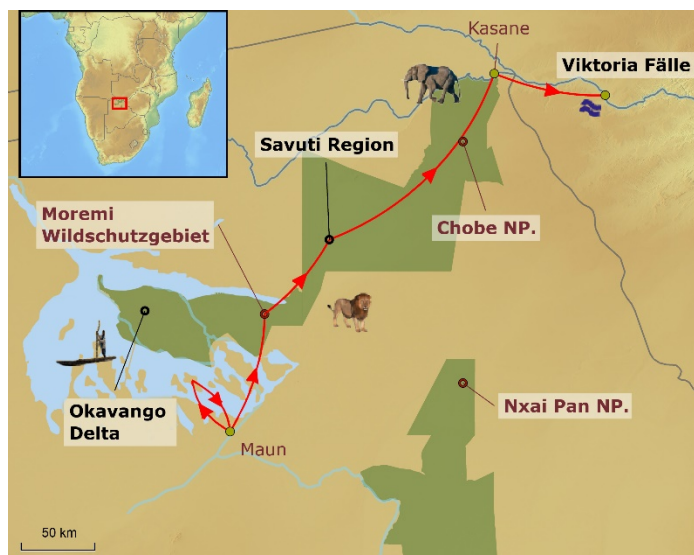 Kasane
Viktoria Fälle
Savuti Region
Moremi
Wildschutzgebiet
Chobe NP.
Okavango
Delta
Nxai Pan NP.
Maun
50 km